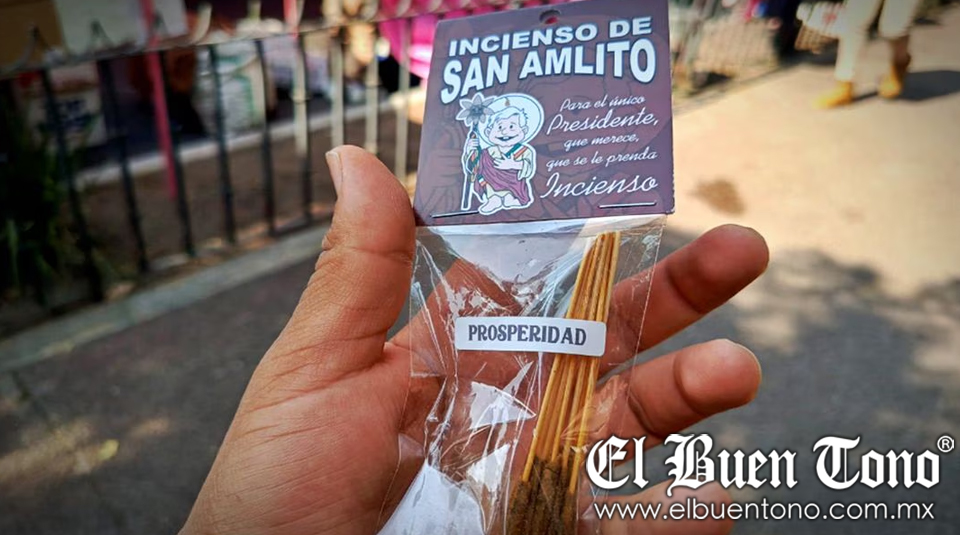 INCIENSO DE
SAN AMLITO
Para el único
Presidente,
que merece,
que se le prenda
Incienso
PROSPERIDAD
El Buen Tono®
www.elbuentono.com.mx